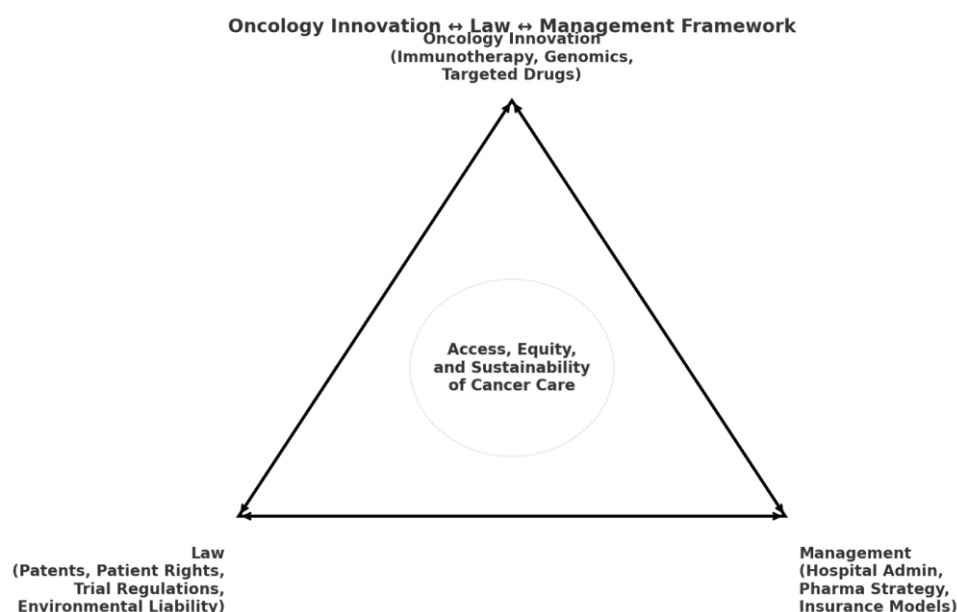 Oncology Innovation ↔ Law ↔ Management Framework
Oncology Innovation
(Immunotherapy, Genomics,
Targeted Drugs)
Access, Equity,
and Sustainability
of Cancer Care
Law
(Patents, Patient Rights,
Trial Regulations,
Environmental Liability)
Management
(Hospital Admin,
Pharma Strategy,
Insurance Models)